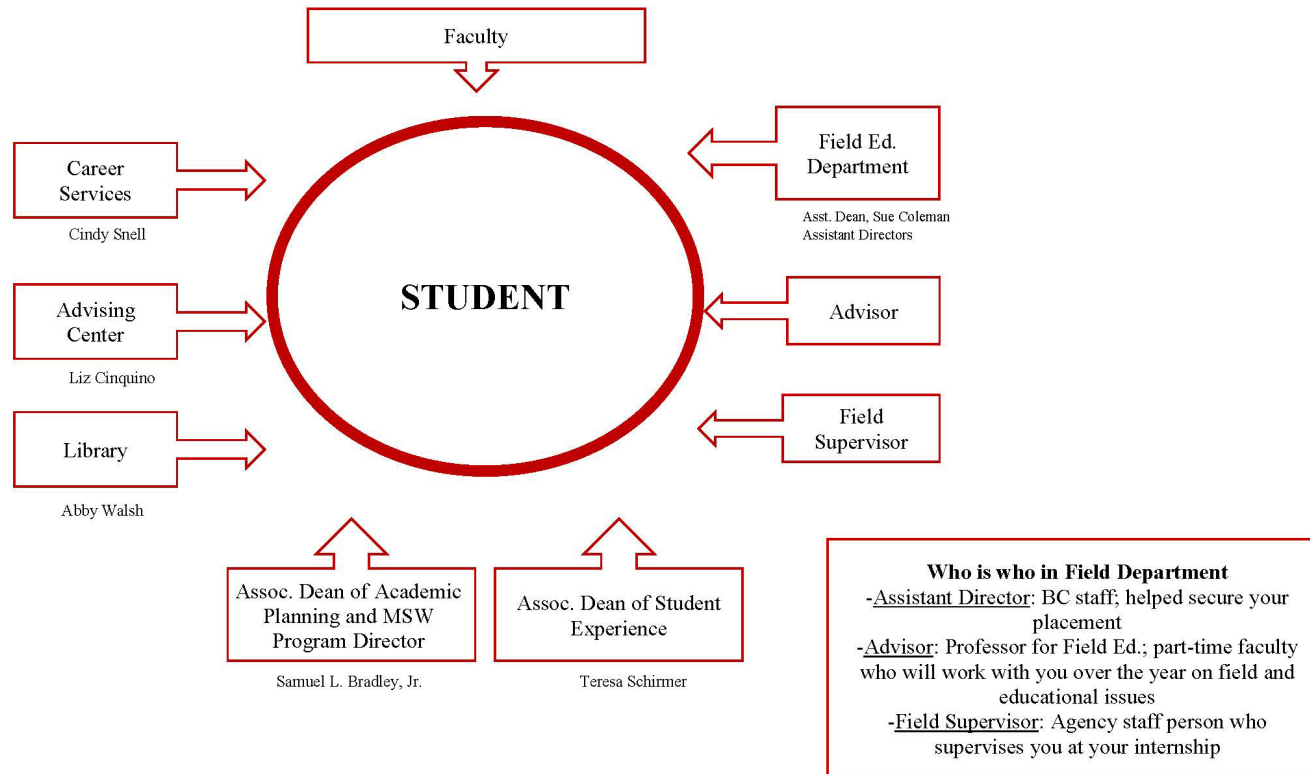 Faculty
Career
Services
Cindy Snell
Field Ed.
Department
Asst. Dean, Sue Coleman
Assistant Directors
STUDENT
Advising
Center
Liz Cinquino
Advisor
Library
Abby Walsh
Field
Supervisor
Assoc. Dean of Academic
Planning and MSW
Program Director
Samuel L. Bradley, Jr.
Assoc. Dean of Student
Experience
Teresa Schirmer
Who is who in Field Department
-Assistant Director: BC staff; helped secure your
placement
-Advisor: Professor for Field Ed.; part-time faculty
who will work with you over the year on field and
educational issues
-Field Supervisor: Agency staff person who
supervises you at your internship